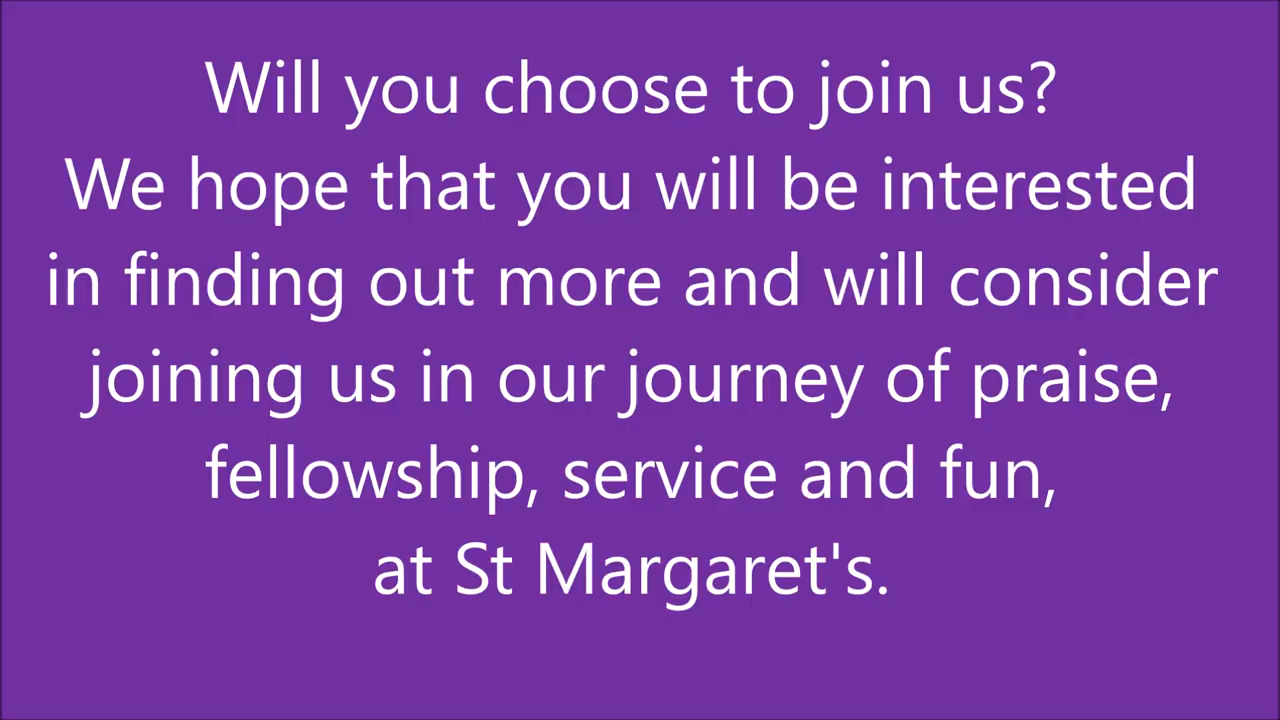 Will you choose to join us?
We hope that you will be interested
in finding out more and will consider
joining us in our journey of praise,
fellowship, service and fun,
at St Margaret's.